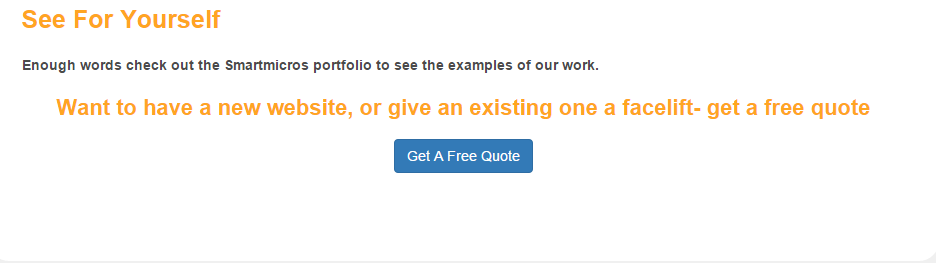 See For Yourself
Enough words check out the Smartmicros portfolio to see the examples of our work.
Want to have a new website, or give an existing one a facelift- get a free quote
Get A Free Quote